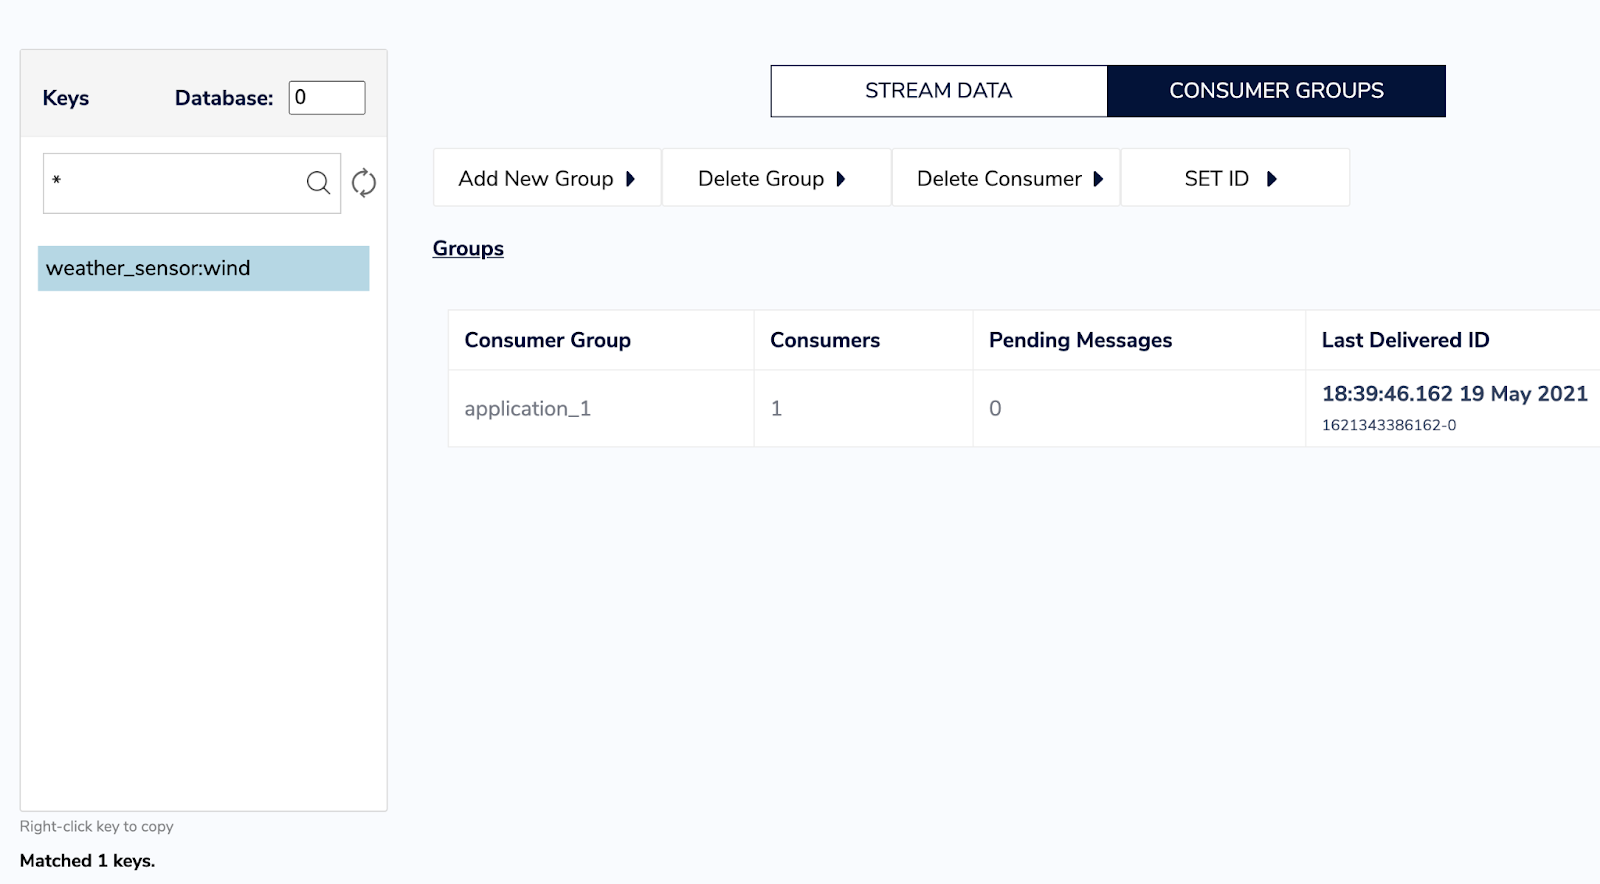 Keys Database: 0
*
weather_sensor:wind
Right-click key to copy
Matched 1 keys.
STREAM DATA CONSUMER GROUPS
Add New Group Delete Group Delete Consumer SET ID
Groups
Consumer Group Consumers Pending Messages Last Delivered ID
application_1 1 0 18:39:46.162 19 May 2021
1621343386162-0